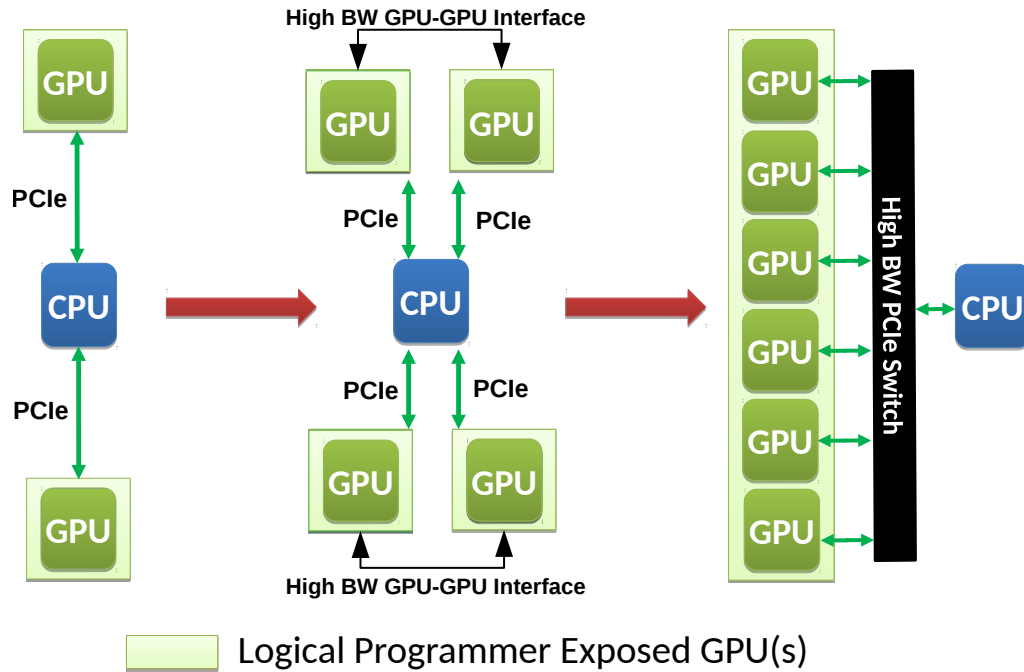 GPU
PCIe
CPU
PCIe
GPU
High BW GPU-GPU Interface
GPU
GPU
PCIe
PCIe
CPU
PCIe
PCIe
GPU
GPU
High BW GPU-GPU Interface
GPU
GPU
GPU
GPU
GPU
GPU
High BW PCIe Switch
CPU
Logical Programmer Exposed GPU(s)